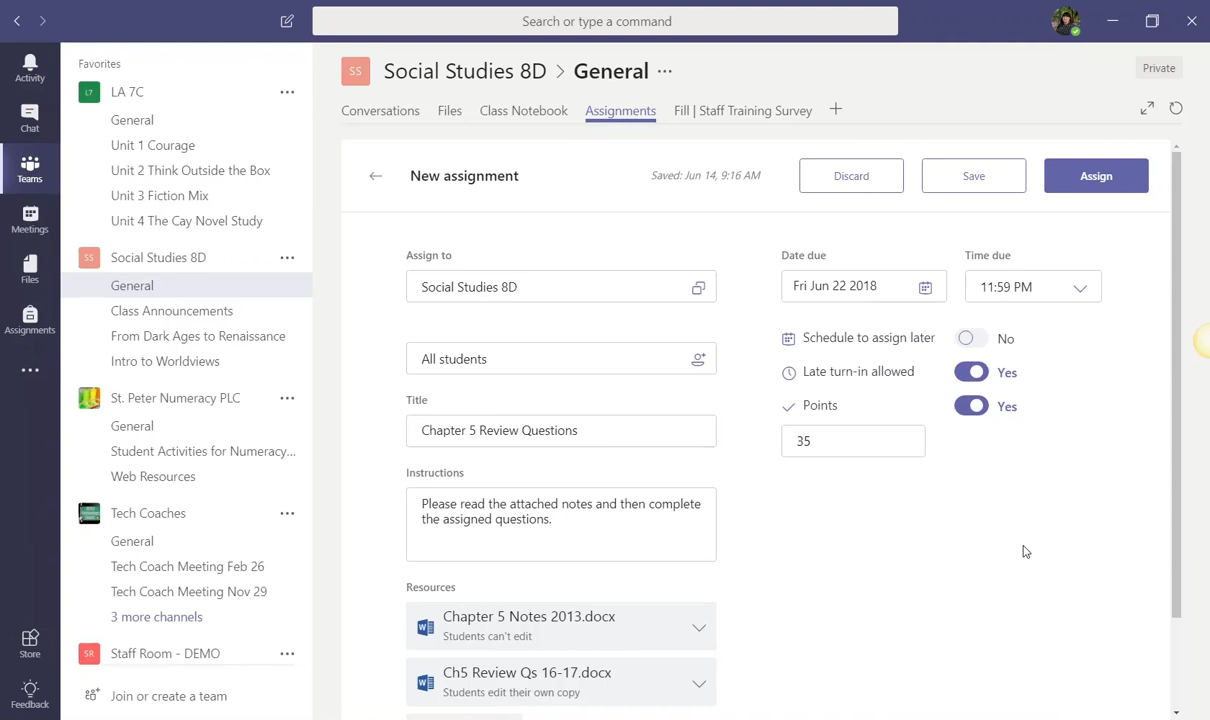 Search or type a command
Activity
Chat
Teams
Meetings
Files
Assignments
Store
Feedback
Favorites
L7
LA 7C
General
Unit 1 Courage
Unit 2 Think Outside the Box
Unit 3 Fiction Mix
Unit 4 The Cay Novel Study
SS
Social Studies 8D
General
Class Announcements
From Dark Ages to Renaissance
Intro to Worldviews
St. Peter Numeracy PLC
General
Student Activities for Numeracy...
Web Resources
Tech Coaches
General
Tech Coach Meeting Feb 26
Tech Coach Meeting Nov 29
3 more channels
SR
Staff Room - DEMO
Join or create a team
SS
Social Studies 8D > General ...
Private
Conversations Files Class Notebook Assignments Fill | Staff Training Survey
New assignment
Saved: Jun 14, 9:16 AM
Discard
Save
Assign
Assign to
Social Studies 8D
All students
Title
Chapter 5 Review Questions
Instructions
Please read the attached notes and then complete
the assigned questions.
Resources
Chapter 5 Notes 2013.docx
Students can't edit
Ch5 Review Qs 16-17.docx
Students edit their own copy
Date due
Fri Jun 22 2018
Time due
11:59 PM
Schedule to assign later No
Late turn-in allowed Yes
Points Yes
35